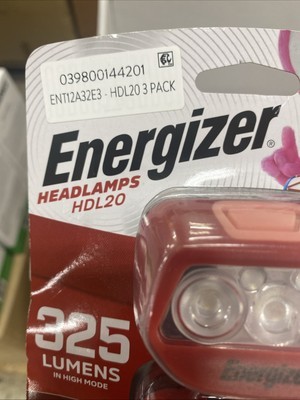 039800144201
ENT12A32E3 - HDL20 3 PACK
Energizer®
HEADLAMPS
HDL20
325
LUMENS
IN HIGH MODE
Energizer